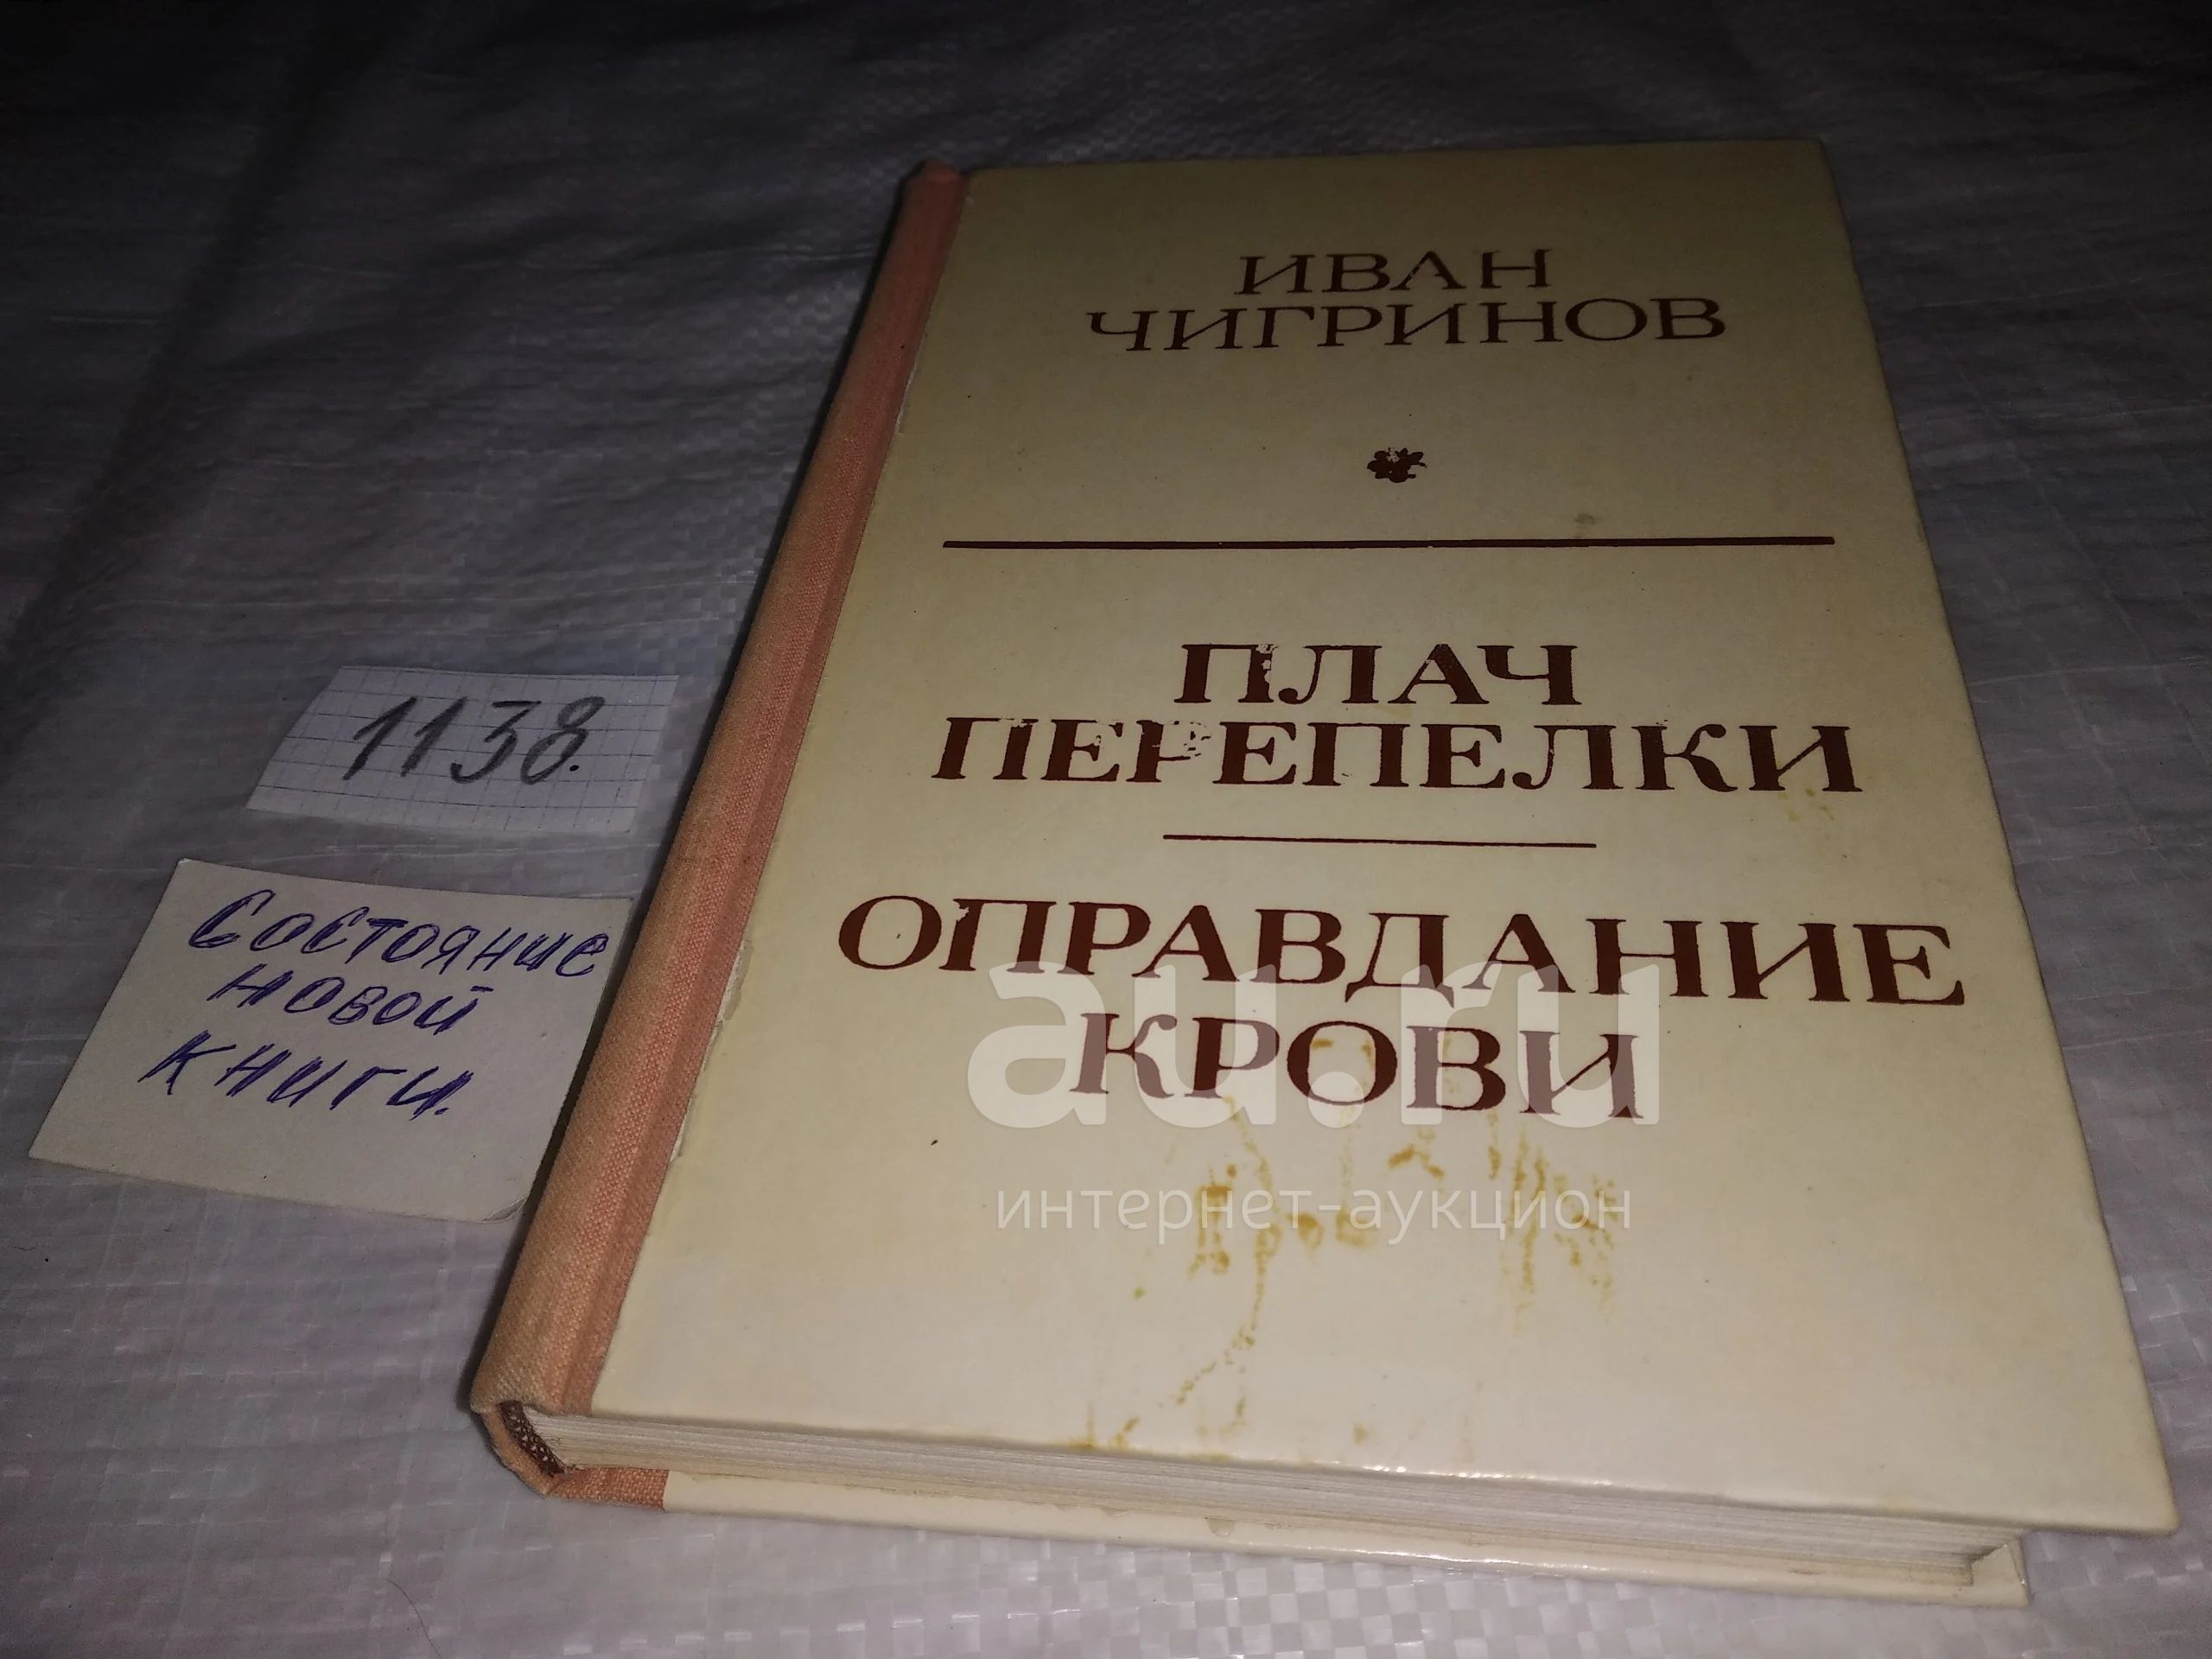 ИВАН
ЧИГРИНОВ
ПЛАЧ
ПЕРЕПЕЛКИ
ОПРАВДАНИЕ
КРОВИ
1138.
Состояние
новой
книги.
au.ru
интернет-аукцион